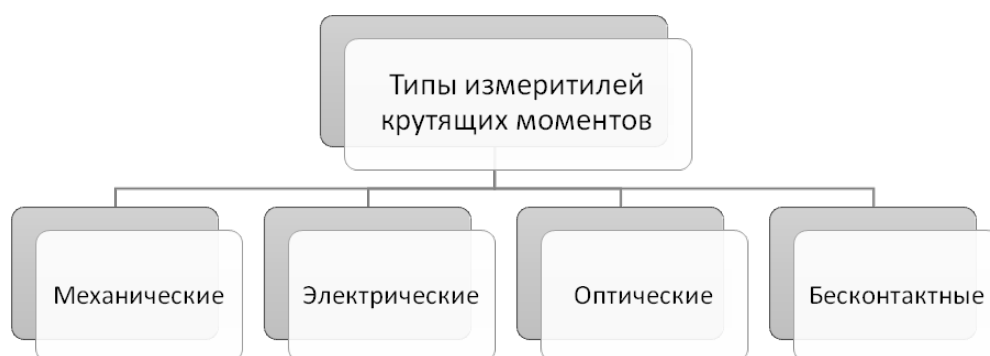 Типы измеритилей
крутящих моментов
Механические
Электрические
Оптические
Бесконтактные